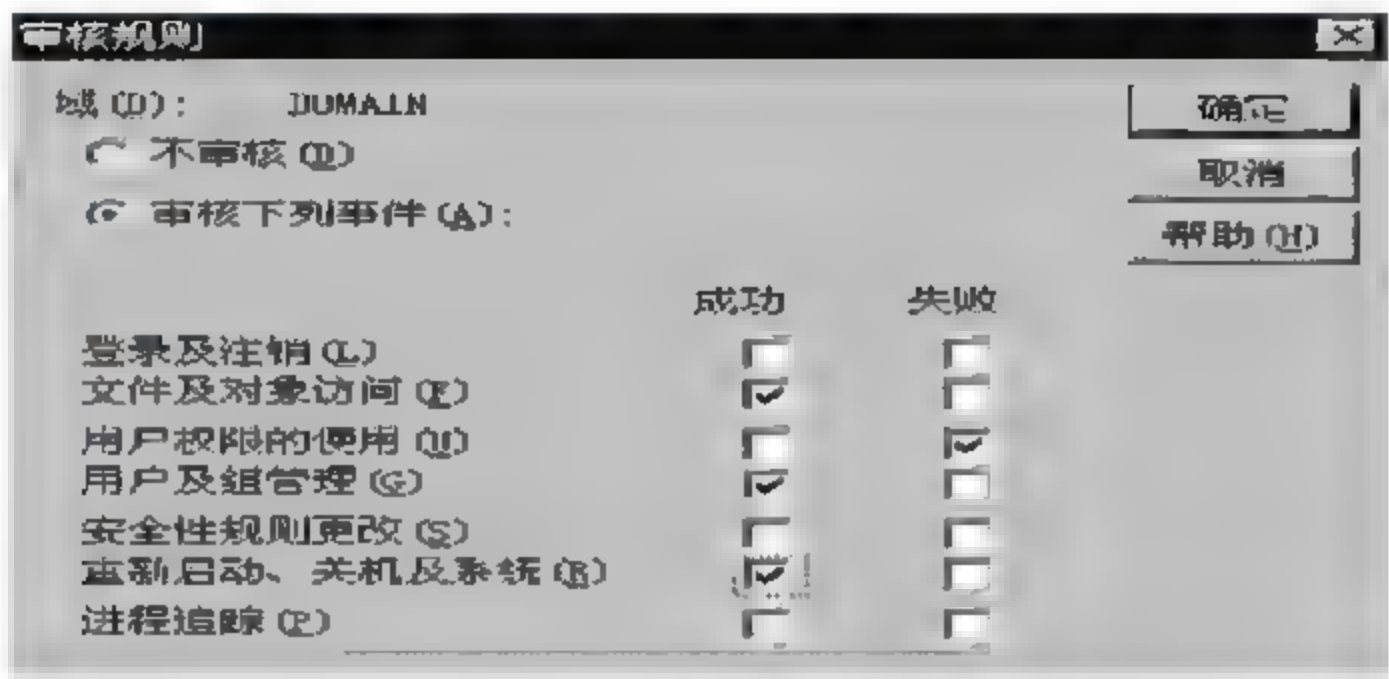 审核规则
域(D): DOMAIN
确定
不审核(D)
取消
审核下列事件(A):
帮助(H)
成功 失败
登录及注销(L)
文件及对象访问(F)
用户权限的使用(U)
用户及组管理(G)
安全性规则更改(S)
重新启动、关机及系统(R)
进程追踪(P)